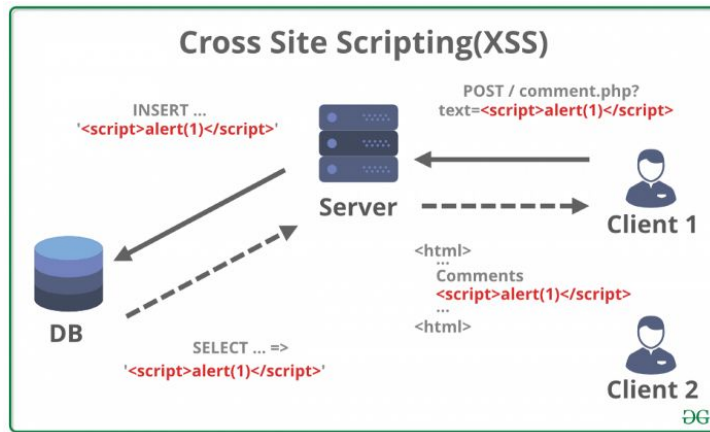 Cross Site Scripting(XSS)
INSERT ...
'<script>alert(1)</script>'
POST / comment.php?
text=<script>alert(1)</script>
Server
Client 1
<html>
...
Comments
<script>alert(1)</script>
...
<html>
DB
SELECT ... =>
'<script>alert(1)</script>'
Client 2